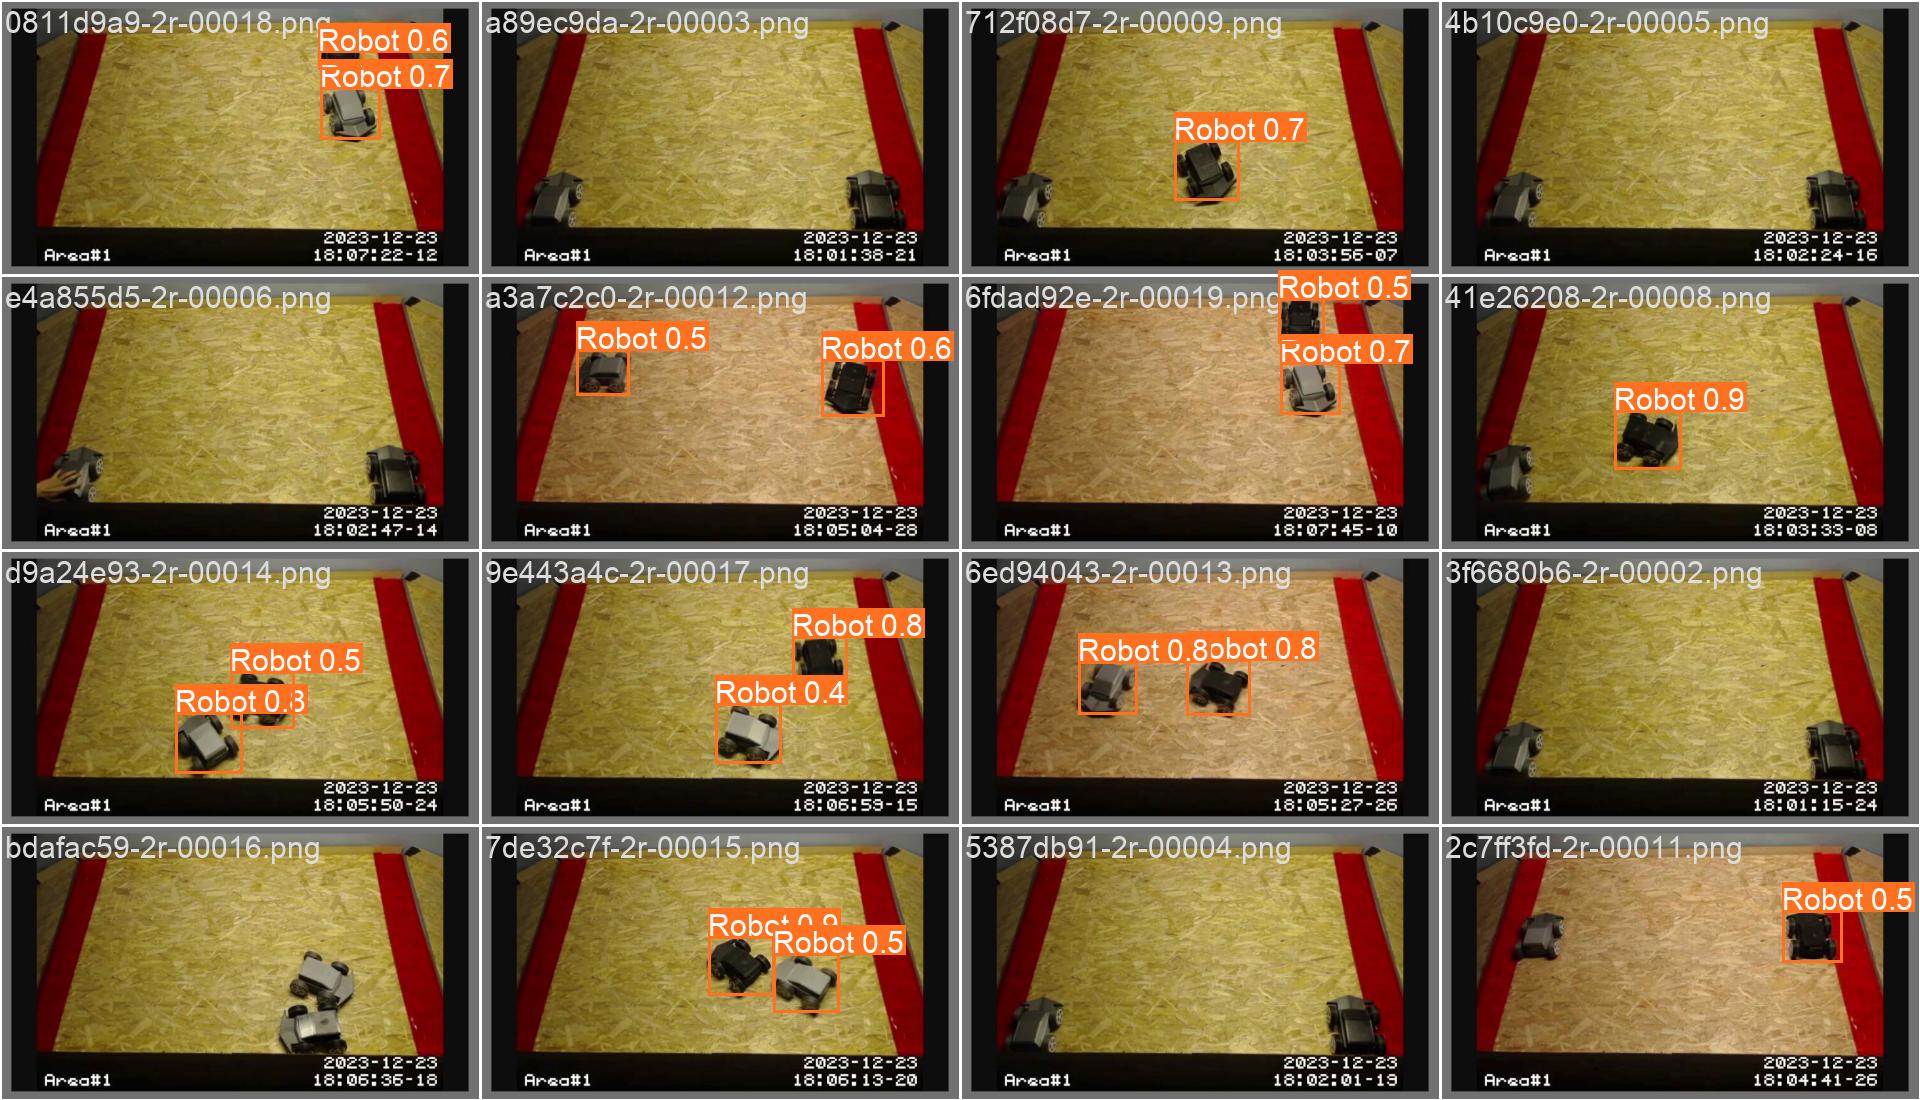 0811d9a9-2r-00018.png
Robot 0.6
Robot 0.7
2023-12-23
Area#1 18:07:22-12
a89ec9da-2r-00003.png
2023-12-23
Area#1 18:01:38-21
712f08d7-2r-00009.png
Robot 0.7
2023-12-23
Area#1 18:03:56-07
4b10c9e0-2r-00005.png
2023-12-23
Area#1 18:02:24-16
e4a855d5-2r-00006.png
2023-12-23
Area#1 18:02:47-14
a3a7c2c0-2r-00012.png
Robot 0.5
Robot 0.6
2023-12-23
Area#1 18:05:04-28
6fdad92e-2r-00019.png
Robot 0.5
Robot 0.7
2023-12-23
Area#1 18:07:45-10
41e26208-2r-00008.png
Robot 0.9
2023-12-23
Area#1 18:03:33-08
d9a24e93-2r-00014.png
Robot 0.5
Robot 0.8
2023-12-23
Area#1 18:05:50-24
9e443a4c-2r-00017.png
Robot 0.8
Robot 0.4
2023-12-23
Area#1 18:06:59-15
6ed94043-2r-00013.png
Robot 0.8 obot 0.8
2023-12-23
Area#1 18:05:27-26
3f6680b6-2r-00002.png
2023-12-23
Area#1 18:01:15-24
bdafac59-2r-00016.png
2023-12-23
Area#1 18:06:36-18
7de32c7f-2r-00015.png
Robot 0.9
Robot 0.5
2023-12-23
Area#1 18:06:13-20
5387db91-2r-00004.png
2023-12-23
Area#1 18:02:01-19
2c7ff3fd-2r-00011.png
Robot 0.5
2023-12-23
Area#1 18:04:41-26